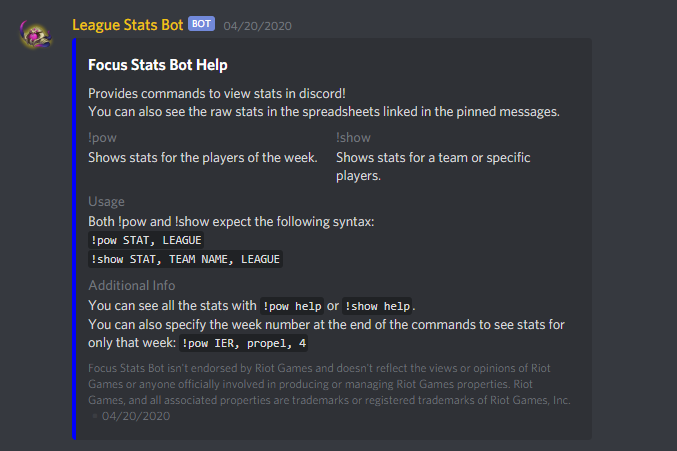 League Stats Bot BOT 04/20/2020
Focus Stats Bot Help
Provides commands to view stats in discord!
You can also see the raw stats in the spreadsheets linked in the pinned messages.
!pow
Shows stats for the players of the week.
!show
Shows stats for a team or specific
players.
Usage
Both !pow and !show expect the following syntax:
!pow STAT, LEAGUE
!show STAT, TEAM NAME, LEAGUE
Additional Info
You can see all the stats with !pow help or !show help.
You can also specify the week number at the end of the commands to see stats for
only that week: !pow IER, propel, 4
Focus Stats Bot isn't endorsed by Riot Games and doesn't reflect the views or opinions of Riot
Games or anyone officially involved in producing or managing Riot Games properties. Riot
Games, and all associated properties are trademarks or registered trademarks of Riot Games, Inc.
• 04/20/2020